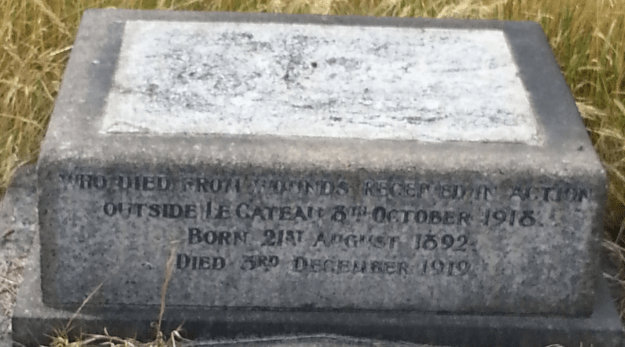 WHO DIED FROM WOUNDS RECEIVED IN ACTION
OUTSIDE LE CATEAU 8TH OCTOBER 1918.
BORN 21ST AUGUST 1892.
DIED 3RD DECEMBER 1919.